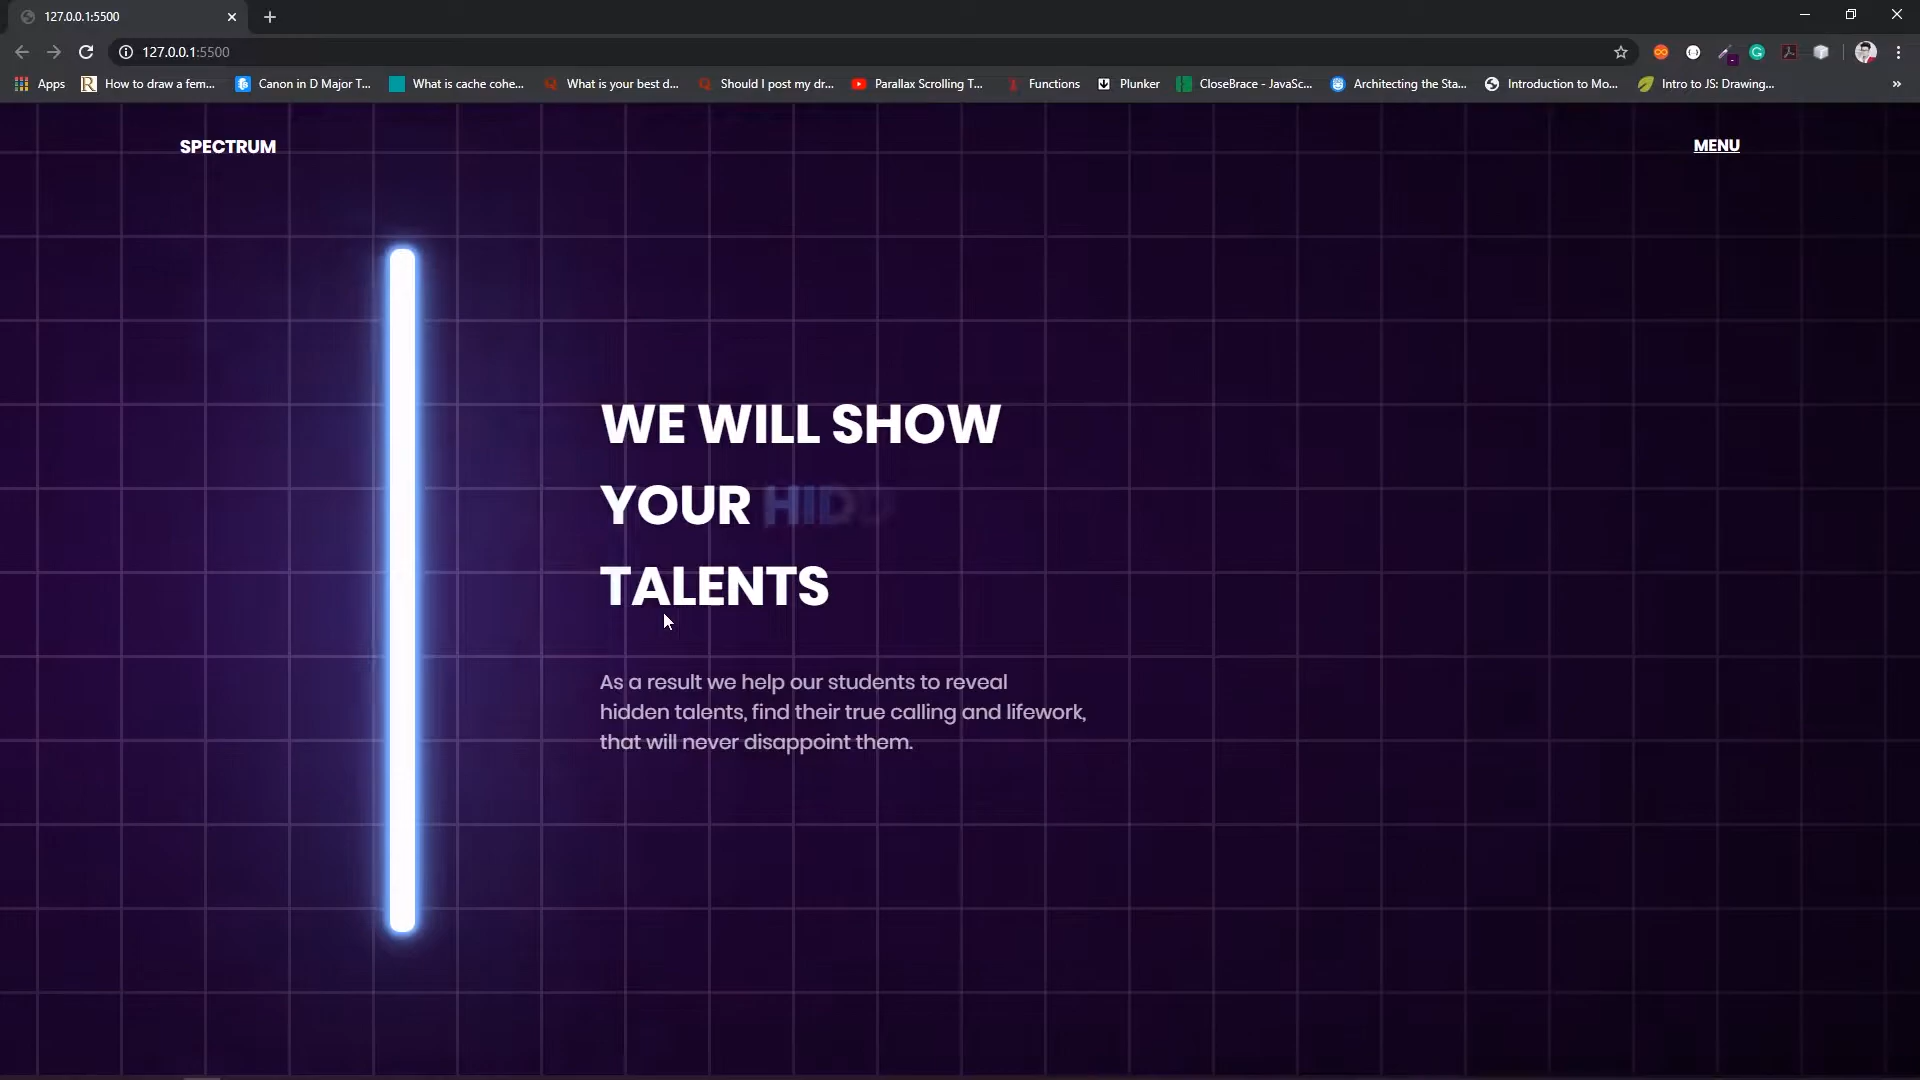 127.0.0.1:5500
127.0.0.1:5500
Apps
How to draw a fem...
Canon in D Major T...
What is cache cohe...
What is your best d...
Should I post my dr...
Parallax Scrolling T...
Functions
Plunker
CloseBrace - JavaSc...
Architecting the Sta...
Introduction to Mo...
Intro to JS: Drawing...
SPECTRUM
MENU
WE WILL SHOW
YOUR HIDD
TALENTS
As a result we help our students to reveal
hidden talents, find their true calling and lifework,
that will never disappoint them.